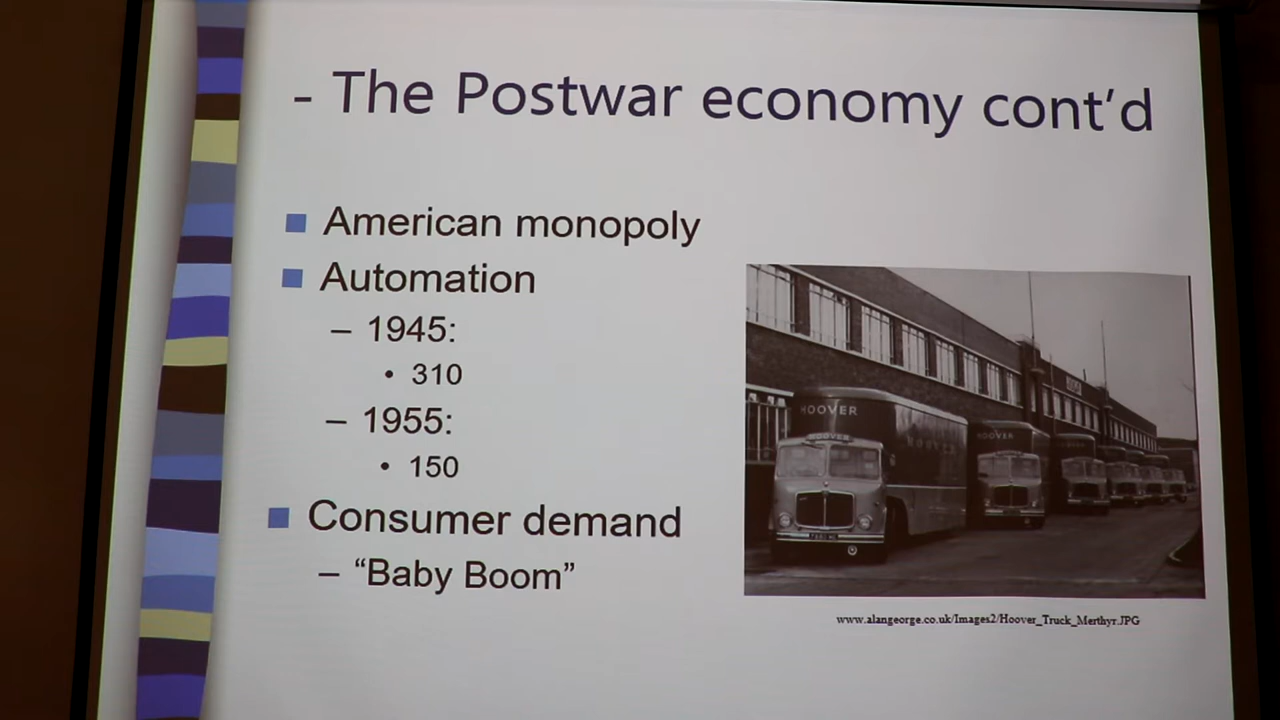 - The Postwar economy cont'd
American monopoly
Automation
– 1945:
• 310
– 1955:
• 150
Consumer demand
– “Baby Boom”
HOOVER
HOOVER
HOOVER
HOOVER
www.alangeorge.co.uk/Images2/Hoover_Truck_Merthyr.JPG